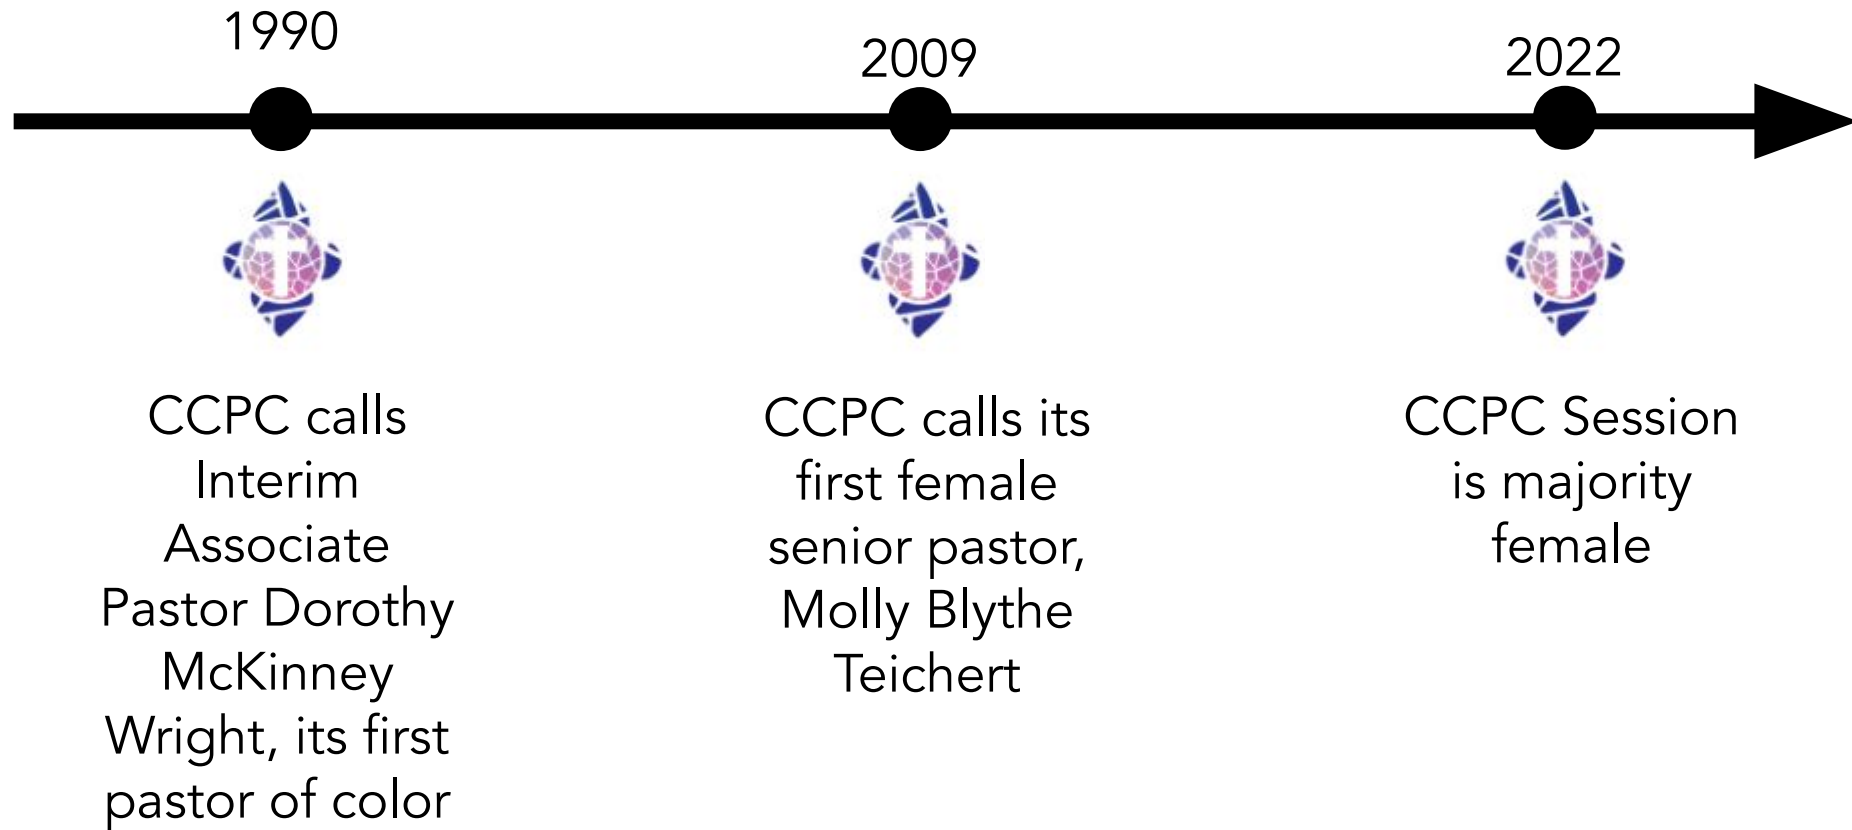 1990
CCPC calls
Interim
Associate
Pastor Dorothy
McKinney
Wright, its first
pastor of color
2009
CCPC calls its
first female
senior pastor,
Molly Blythe
Teichert
2022
CCPC Session
is majority
female